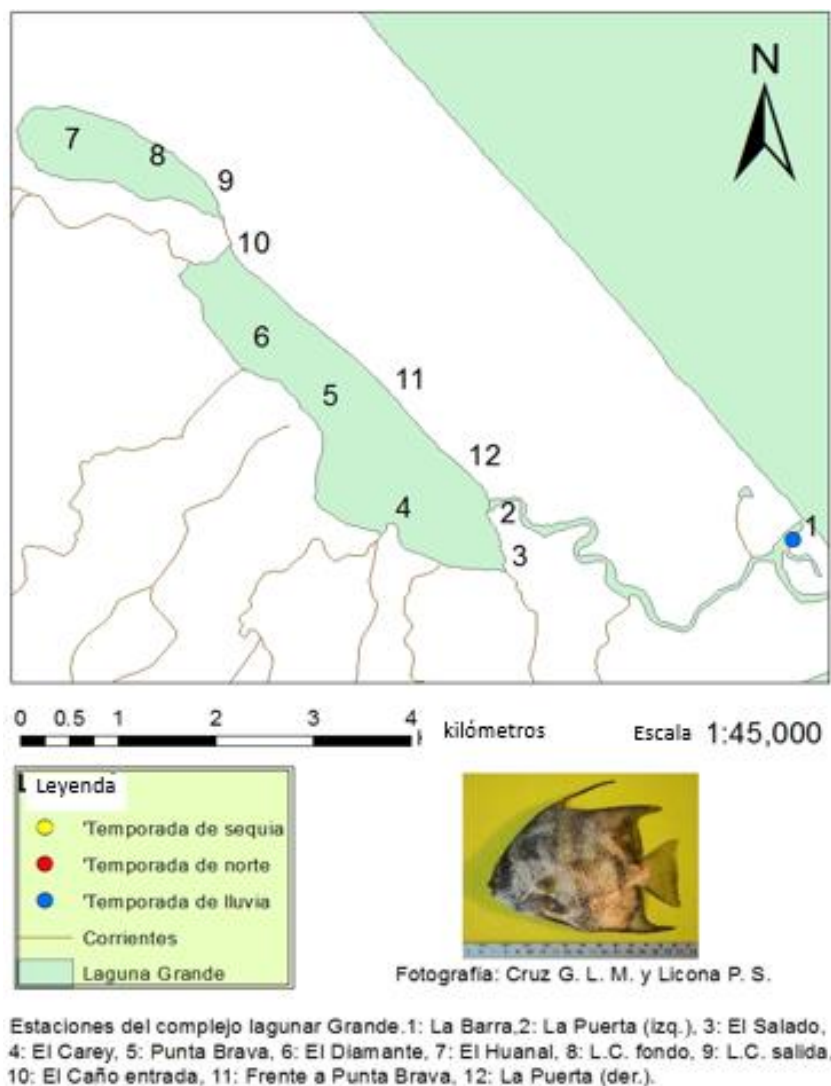 N
7
8
9
10
6
11
5
12
4
2
1
3
0 0.5 1 2 3 4
kilómetros Escala 1:45,000
Leyenda
'Temporada de sequia
'Temporada de norte
'Temporada de lluvia
Corrientes
Laguna Grande
Fotografía: Cruz G. L. M. y Licona P. S.
Estaciones del complejo lagunar Grande.1: La Barra,2: La Puerta (izq.), 3: El Salado,
4: El Carey, 5: Punta Brava, 6: El Diamante, 7: El Huanal, 8: L.C. fondo, 9: L.C. salida,
10: El Caño entrada, 11: Frente a Punta Brava, 12: La Puerta (der.).